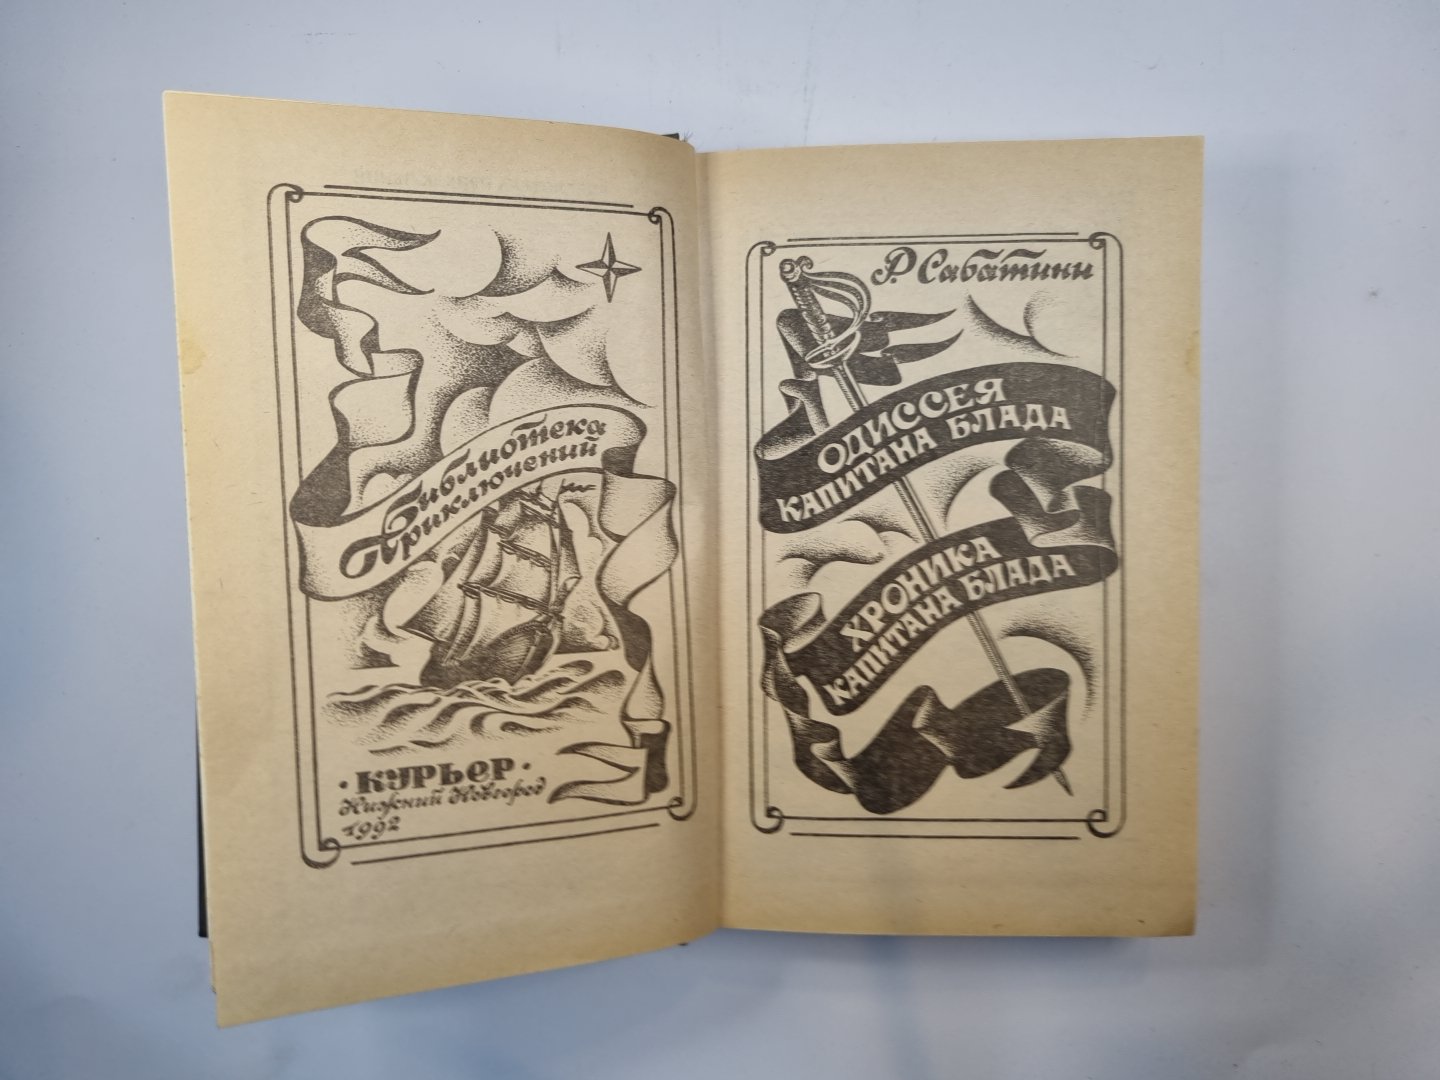 Библиотека
Приключений
· КУРЬЕР ·
Нижний Новгород
1992
Р. Сабатини
ОДИССЕЯ
КАПИТАНА БЛАДА
ХРОНИКА
КАПИТАНА БЛАДА